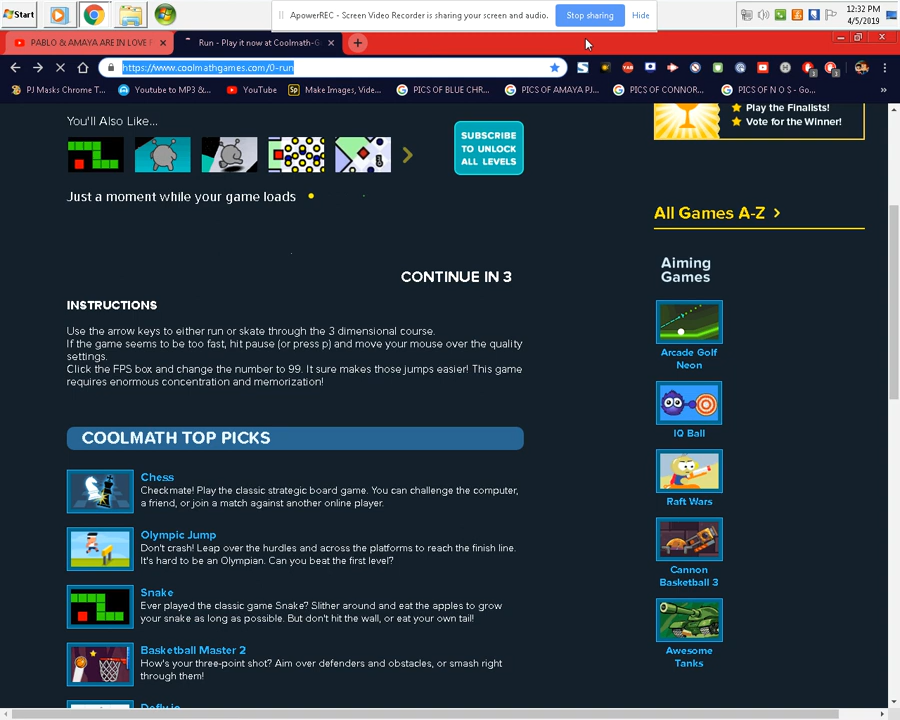 Start
ApowerREC - Screen Video Recorder is sharing your screen and audio.
Stop sharing
Hide
12:32 PM
4/5/2019
PABLO & AMAYA ARE IN LOVE
Run - Play it now at Coolmath-G
https://www.coolmathgames.com/0-run
PJ Masks Chrome T...
Youtube to MP3 &...
YouTube
Make Images, Vide...
PICS OF BLUE CHR...
PICS OF AMAYA PJ...
PICS OF CONNOR...
PICS OF N O S - Go...
You'll Also Like...
SUBSCRIBE
TO UNLOCK
ALL LEVELS
Play the Finalists!
Vote for the Winner!
Just a moment while your game loads
All Games A-Z >
CONTINUE IN 3
Aiming
Games
INSTRUCTIONS
Use the arrow keys to either run or skate through the 3 dimensional course.
If the game seems to be too fast, hit pause (or press p) and move your mouse over the quality
settings.
Click the FPS box and change the number to 99. It sure makes those jumps easier! This game
requires enormous concentration and memorization!
Arcade Golf
Neon
IQ Ball
Raft Wars
Cannon
Basketball 3
Awesome
Tanks
COOLMATH TOP PICKS
Chess
Checkmate! Play the classic strategic board game. You can challenge the computer,
a friend, or join a match against another online player.
Olympic Jump
Don't crash! Leap over the hurdles and across the platforms to reach the finish line.
It's hard to be an Olympian. Can you beat the first level?
Snake
Ever played the classic game Snake? Slither around and eat the apples to grow
your snake as long as possible. But don't hit the wall, or eat your own tail!
Basketball Master 2
How's your three-point shot? Aim over defenders and obstacles, or smash right
through them!